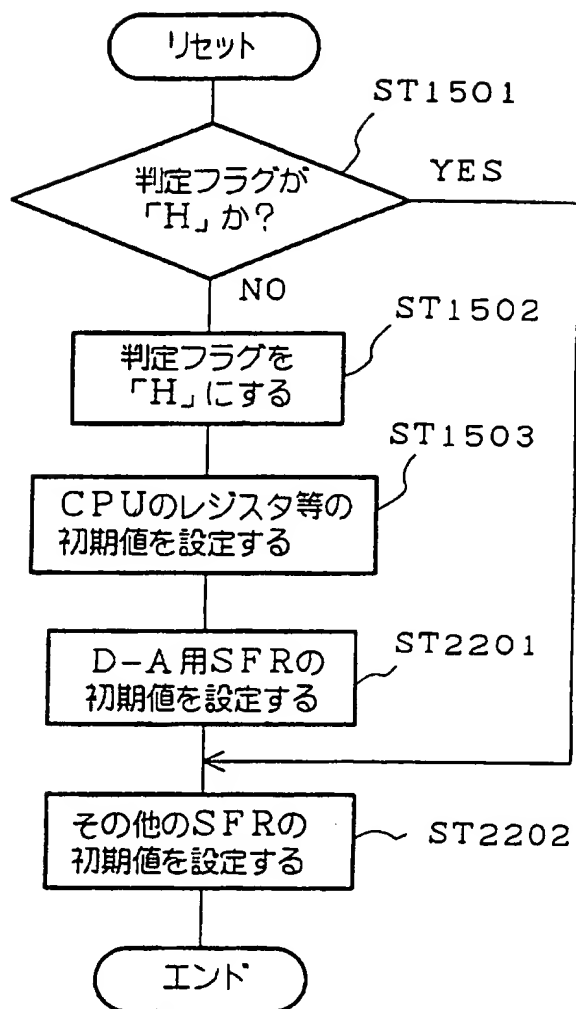 リセット
ST1501
判定フラグが
「H」か?
YES
NO
ST1502
判定フラグを
「H」にする
ST1503
CPUのレジスタ等の
初期値を設定する
ST2201
D-A用SFRの
初期値を設定する
その他のSFRの
初期値を設定する
ST2202
エンド